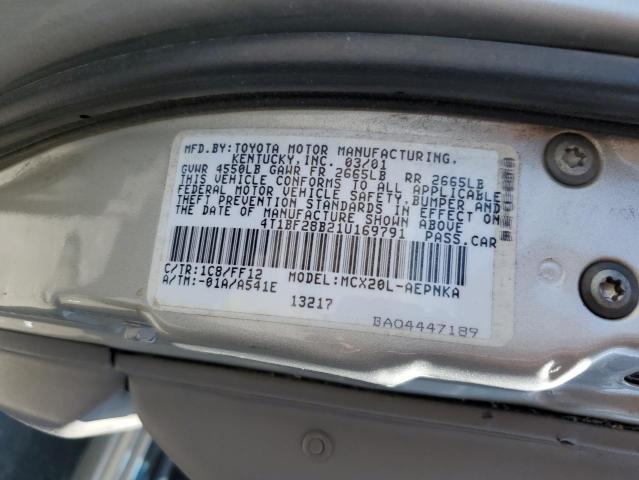 MFD.BY:TOYOTA MOTOR MANUFACTURING,
KENTUCKY,INC. 03/01
GVWR 4550LB GAWR FR 2665LB RR 2665LB
THIS VEHICLE CONFORMS TO ALL APPLICABLE
FEDERAL MOTOR VEHICLE SAFETY,BUMPER AND
THEFT PREVENTION STANDARDS IN EFFECT ON
THE DATE OF MANUFACTURE SHOWN ABOVE
4T1BF28B21U169791 PASS.CAR
C/TR:1C8/FF12 MODEL:MCX20L-AEPNKA
A/TM:-01A/A541E
13217
BA04447189